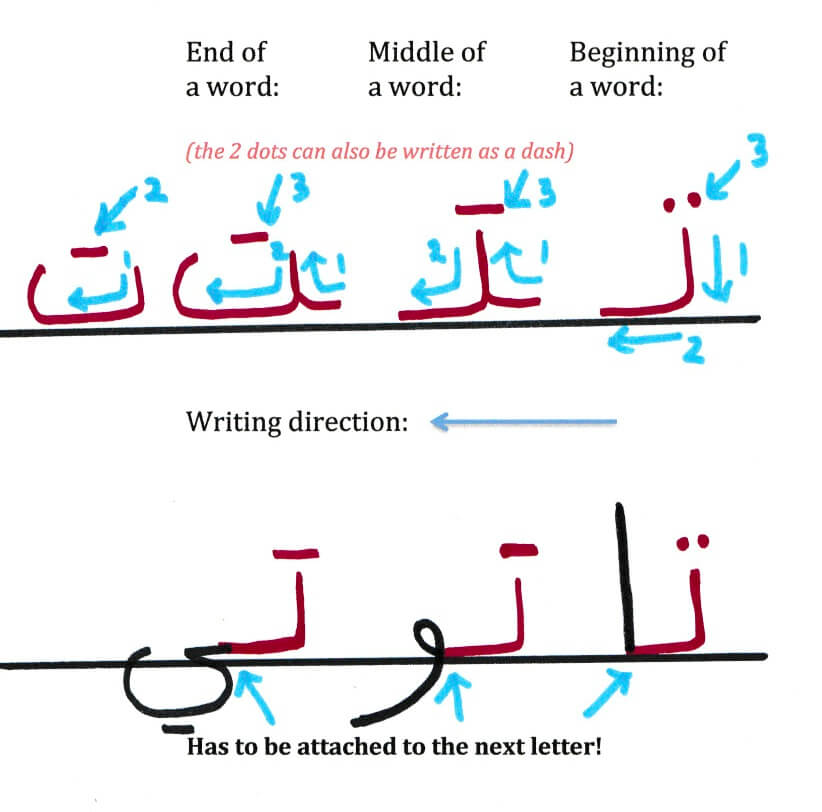 End of Middle of Beginning of
a word: a word: a word:
(the 2 dots can also be written as a dash)
2 3 3 3
ت ـت ـتـ تـ
1 2 1 2 1 1
2
Writing direction:
تا تو تي
Has to be attached to the next letter!